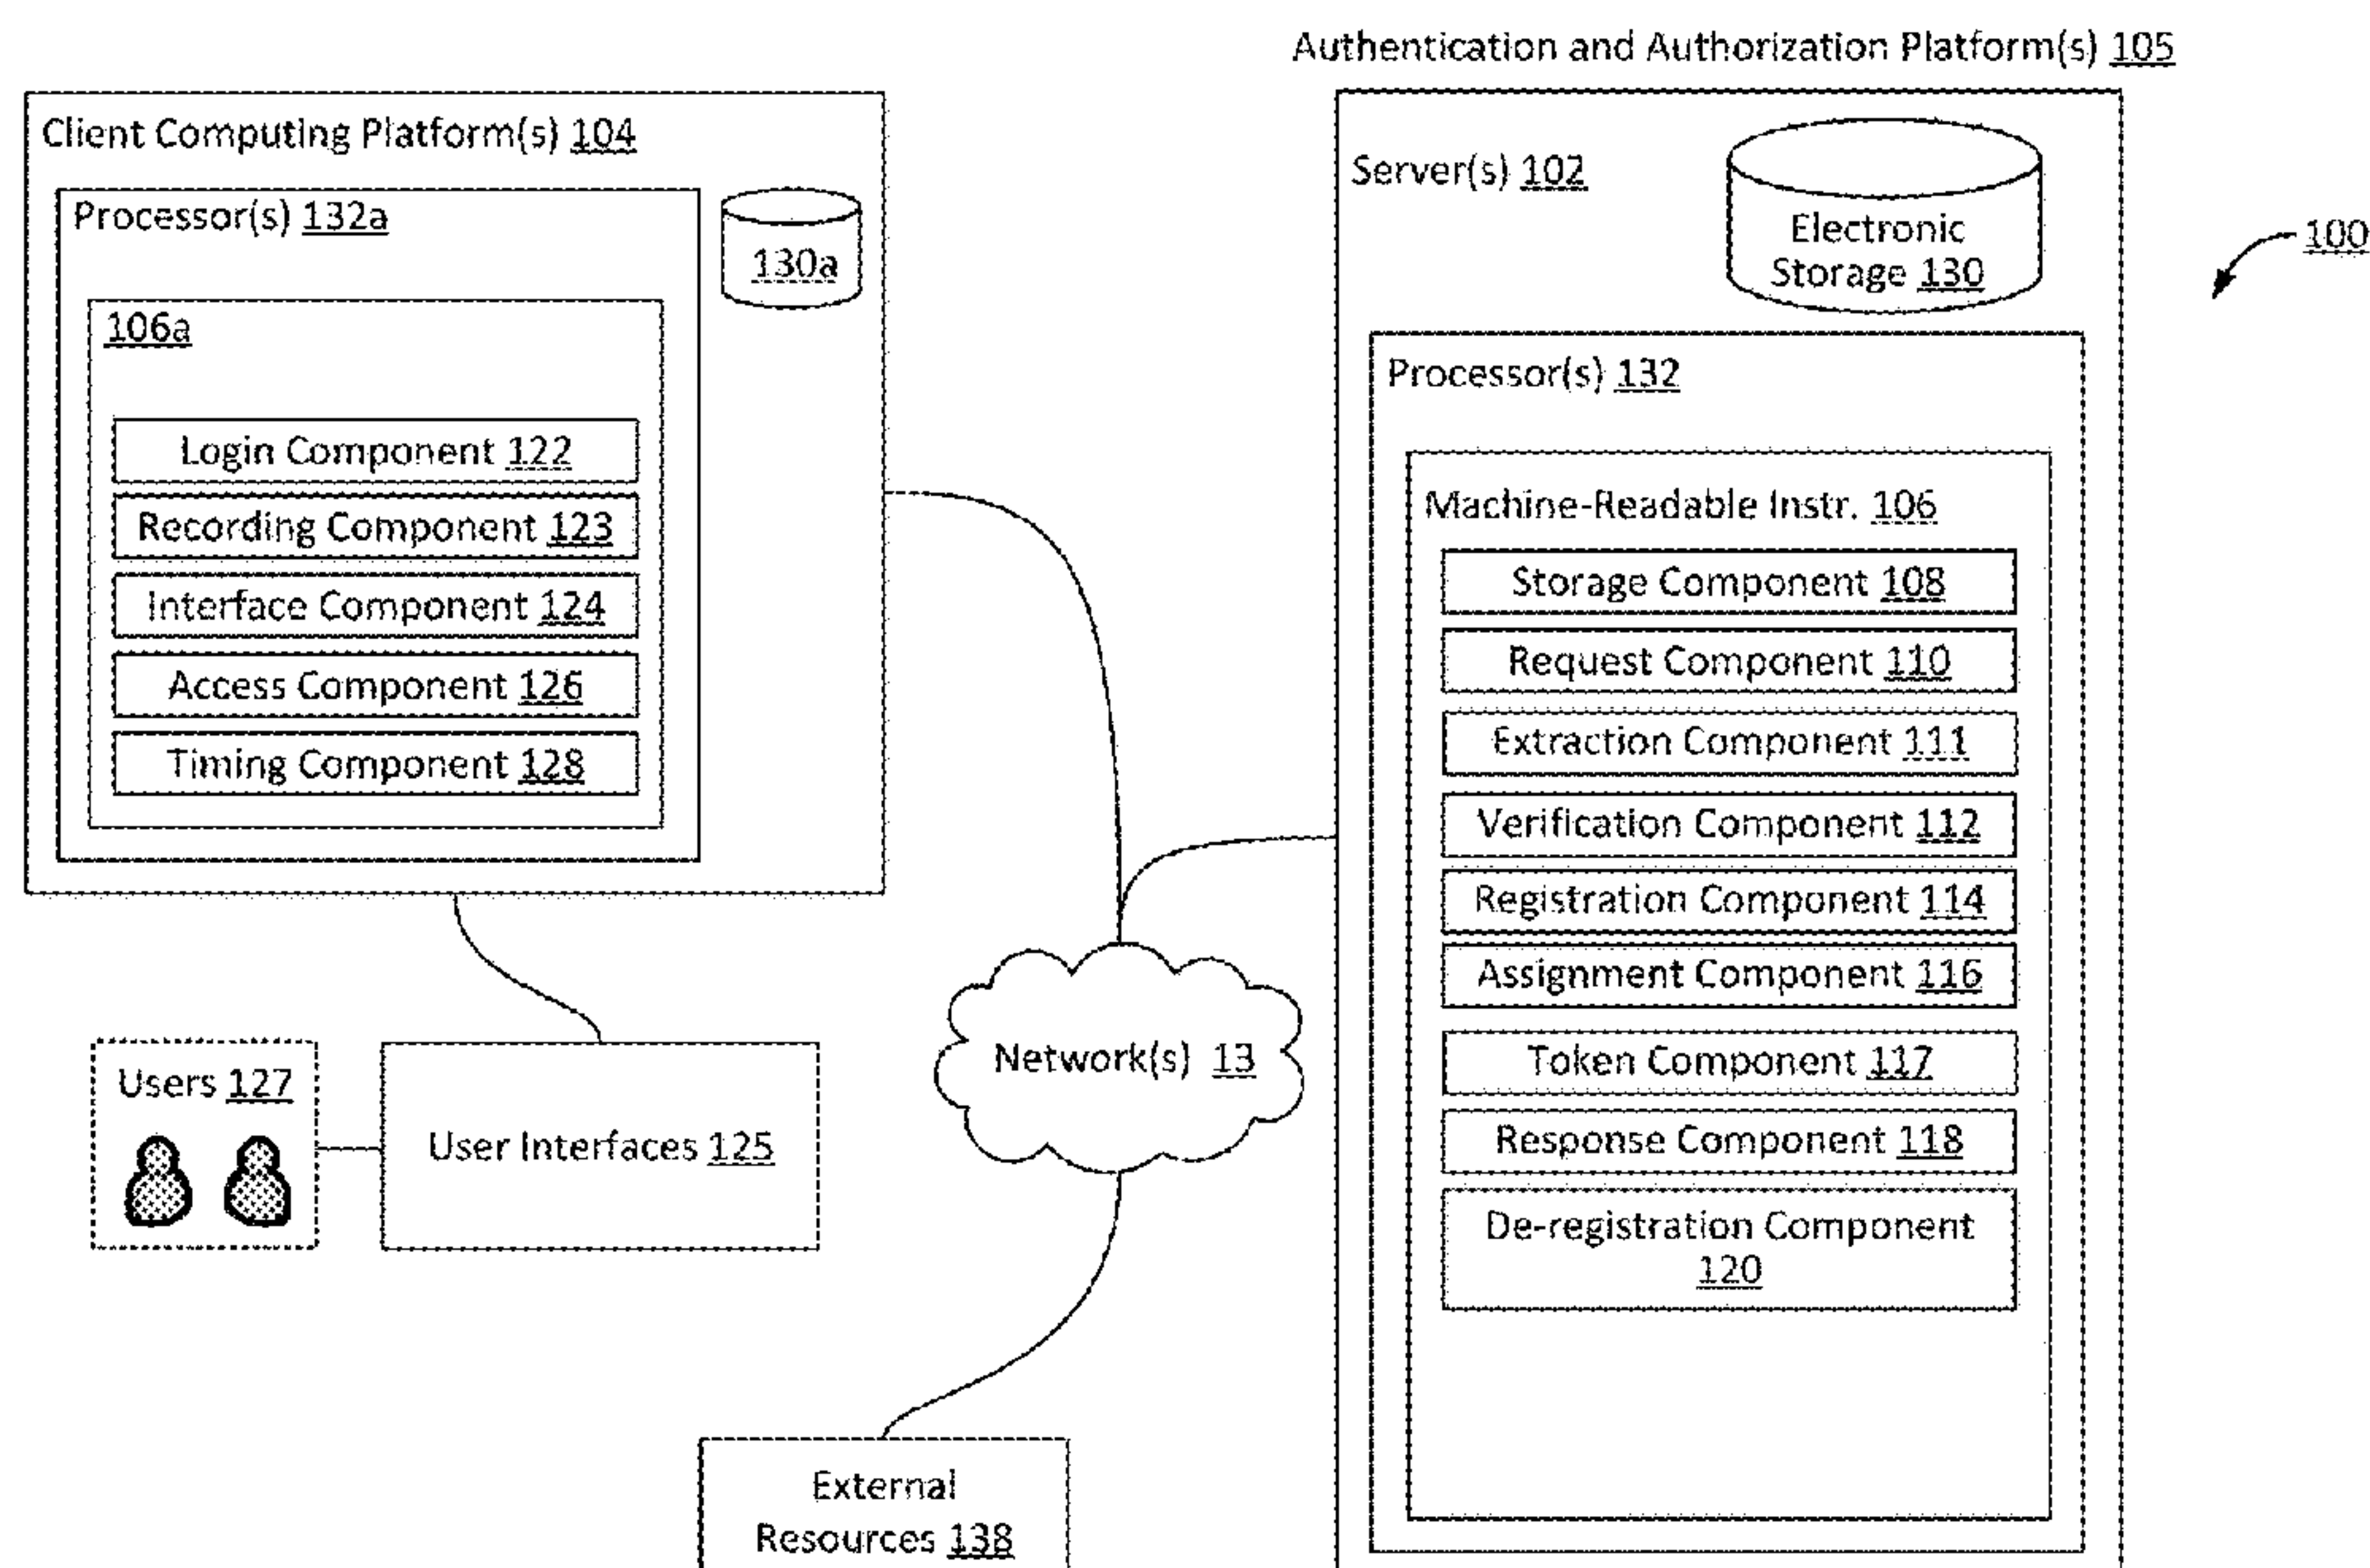 Authentication and Authorization Platform(s) 105
Client Computing Platform(s) 104
Processor(s) 132a
130a
106a
Login Component 122
Recording Component 123
Interface Component 124
Access Component 126
Timing Component 128
Server(s) 102
Electronic
Storage 130
100
Processor(s) 132
Machine-Readable Instr. 106
Storage Component 108
Request Component 110
Extraction Component 111
Verification Component 112
Registration Component 114
Assignment Component 116
Token Component 117
Response Component 118
De-registration Component
120
Network(s) 13
Users 127
User Interfaces 125
External
Resources 138